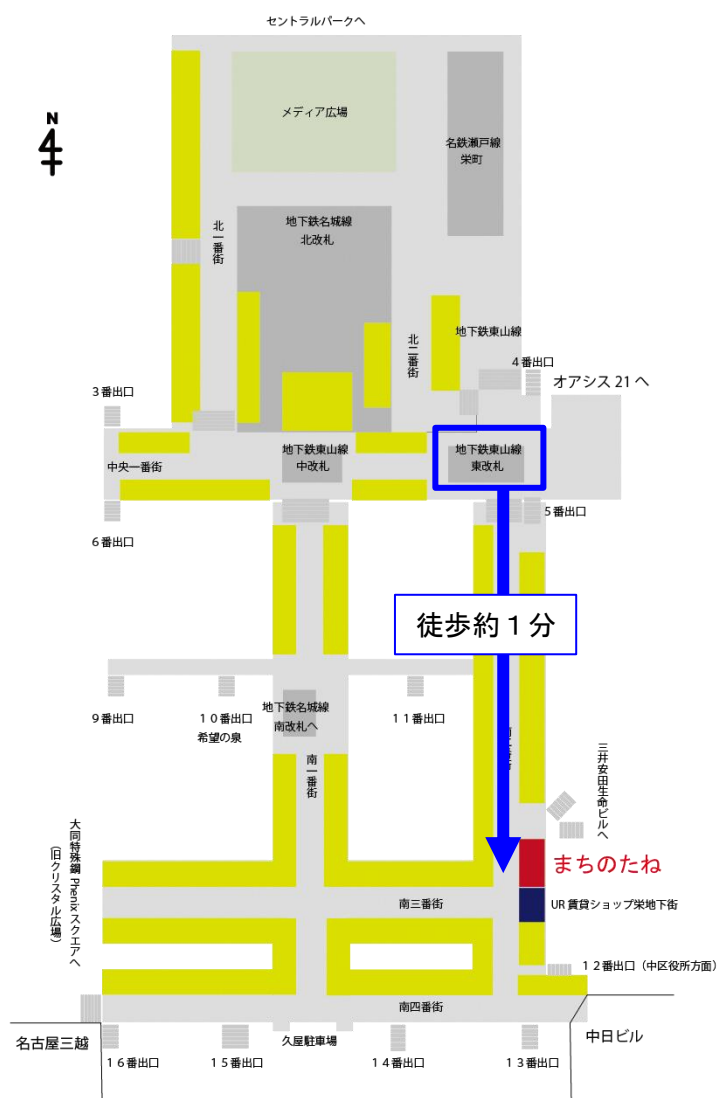 セントラルパークへ
N
メディア広場
名鉄瀬戸線
栄町
地下鉄名城線
北改札
北一番街
北二番街
地下鉄東山線
4番出口
オアシス21へ
3番出口
中央一番街
地下鉄東山線
中改札
地下鉄東山線
東改札
6番出口
5番出口
徒歩約1分
9番出口
10番出口
希望の泉
地下鉄名城線
南改札へ
11番出口
南一番街
三井安田生命ビルへ
大同特殊鋼 Phenix スクエアへ
(旧クリスタル広場)
まちのたね
南三番街
UR賃貸ショップ栄地下街
12番出口(中区役所方面)
南四番街
名古屋三越
久屋駐車場
中日ビル
16番出口
15番出口
14番出口
13番出口